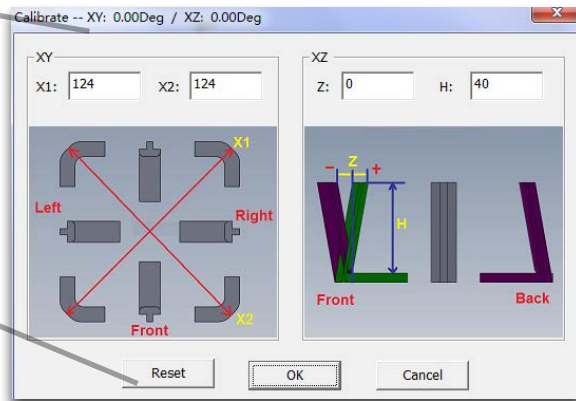 Calibrate -- XY: 0.00Deg / XZ: 0.00Deg
XY
X1: 124 X2: 124
XZ
Z: 0 H: 40
X1
Left
Right
Front
X2
- Z +
H
Front
Back
Reset OK Cancel